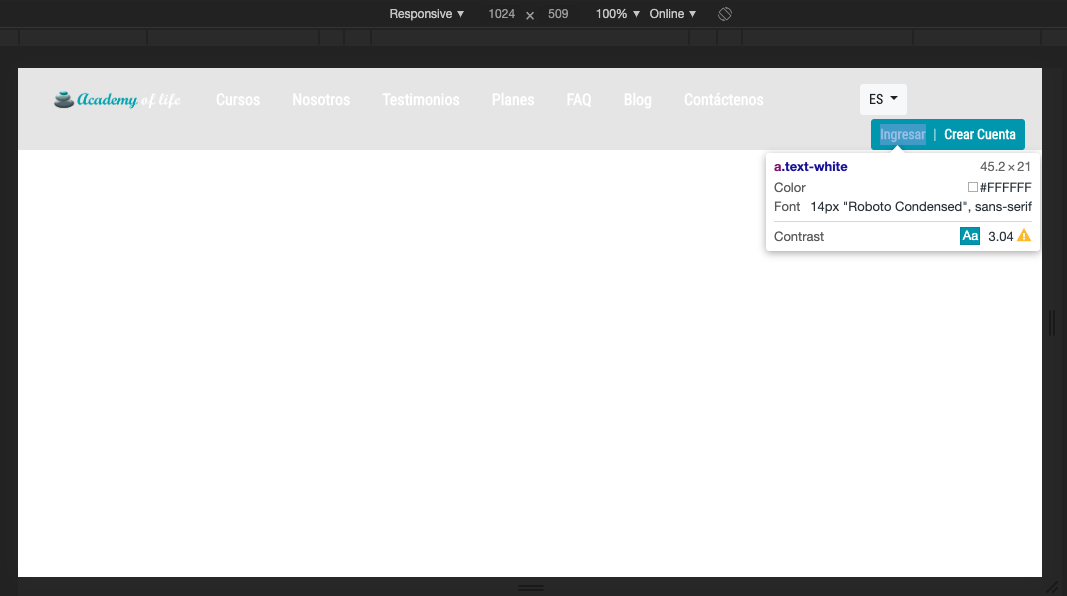 Responsive ▼ 1024 x 509 100% ▼ Online ▼
Academy of life Cursos Nosotros Testimonios Planes FAQ Blog Contáctenos ES
Ingresar | Crear Cuenta
a.text-white 45.2×21
Color #FFFFFF
Font 14px "Roboto Condensed", sans-serif
Contrast Aa 3.04